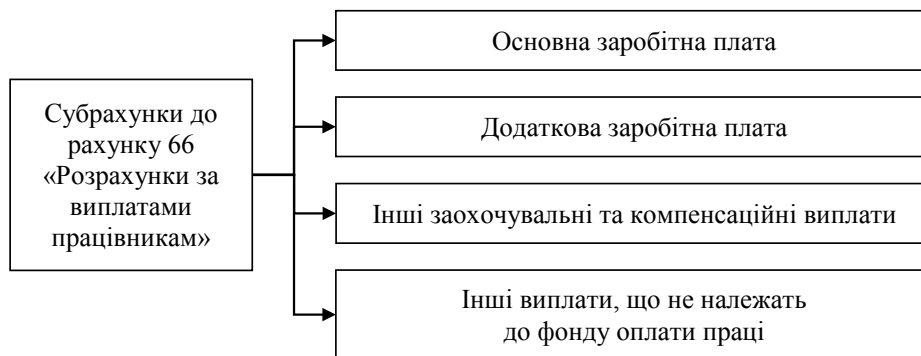 Субрахунки до
рахунку 66
«Розрахунки за
виплатами
працівникам»
Основна заробітна плата
Додаткова заробітна плата
Інші заохочувальні та компенсаційні виплати
Інші виплати, що не належать
до фонду оплати праці